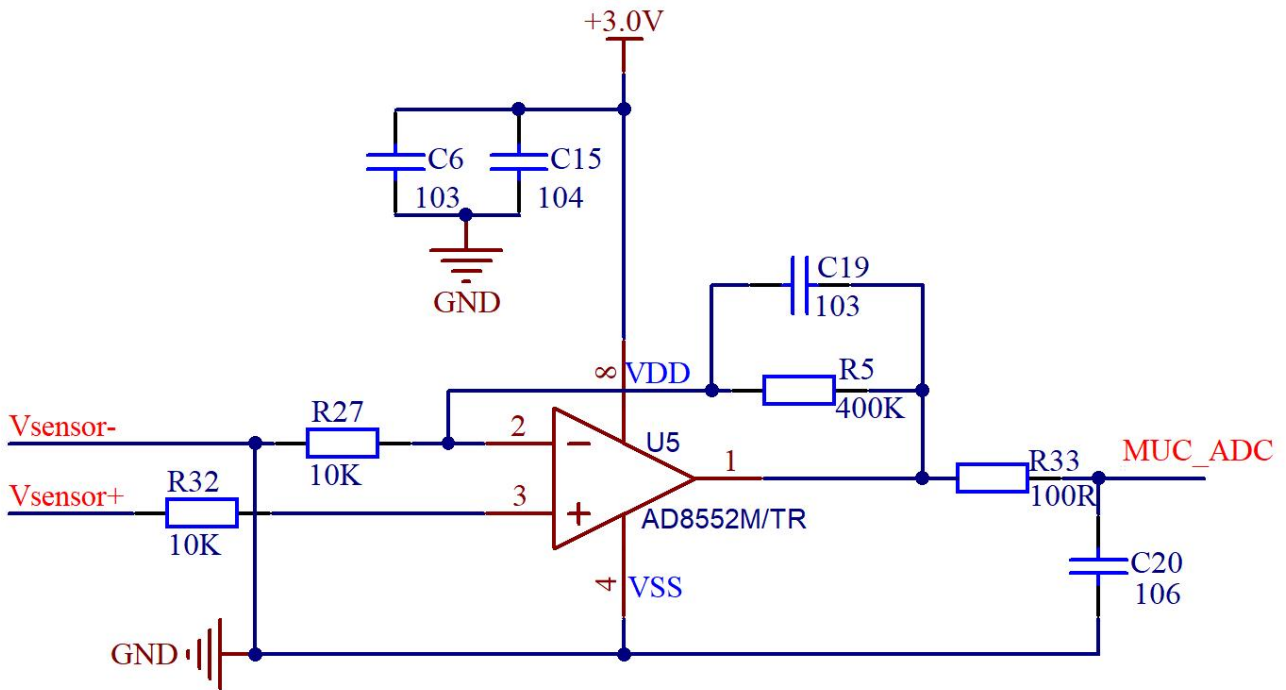 +3.0V
C6
103
C15
104
GND
C19
103
8
VDD
R5
400K
Vsensor-
R27
10K
2
U5
1
R33
100R
MUC_ADC
Vsensor+
R32
10K
3
AD8552M/TR
4
VSS
C20
106
GND